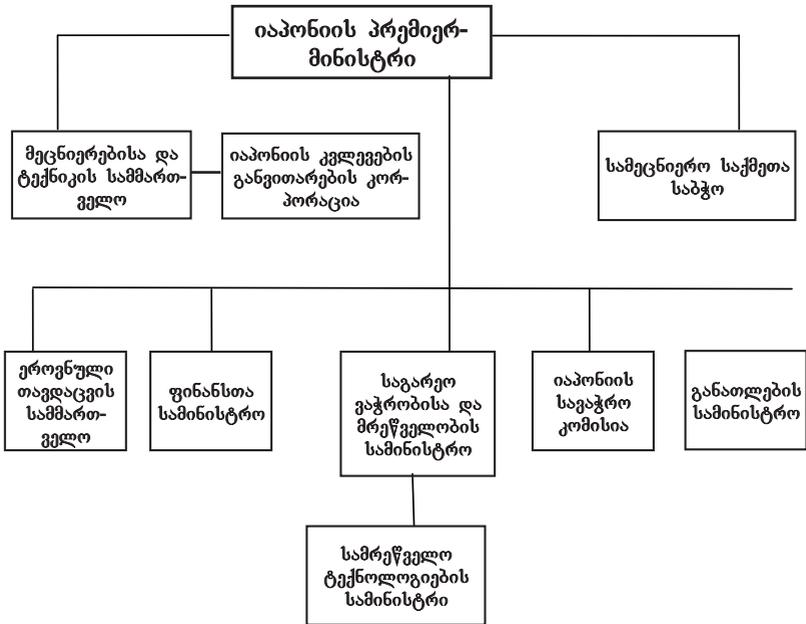 იაპონიის პრემიერ-
მინისტრი
მეცნიერებისა და
ტექნიკის სამმართ-
ველო
იაპონიის კვლევების
განვითარების კორ-
პორაცია
სამეცნიერო საქმეთა
საბჭო
ეროვნული
თავდაცვის
სამმართ-
ველო
ფინანსთა
სამინისტრო
საგარეო
ვაჭრობისა და
მრეწველობის
სამინისტრო
იაპონიის
სავაჭრო
კომისია
განათლების
სამინისტრო
სამრეწველო
ტექნოლოგიების
სამინისტრი